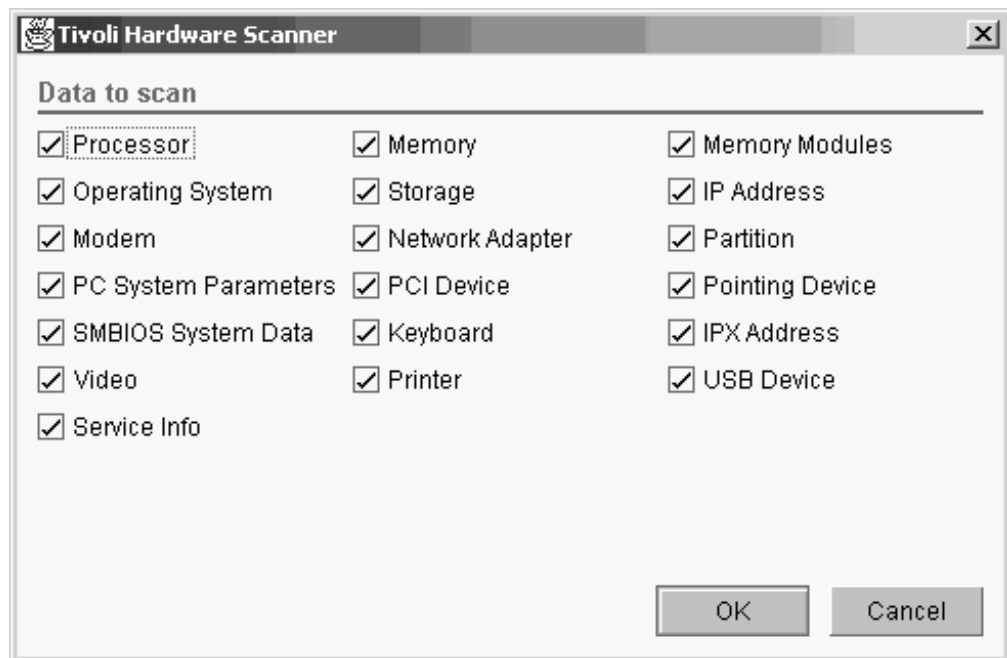 Tivoli Hardware Scanner
Data to scan
Processor Memory Memory Modules
Operating System Storage IP Address
Modem Network Adapter Partition
PC System Parameters PCI Device Pointing Device
SMBIOS System Data Keyboard IPX Address
Video Printer USB Device
Service Info
OK Cancel